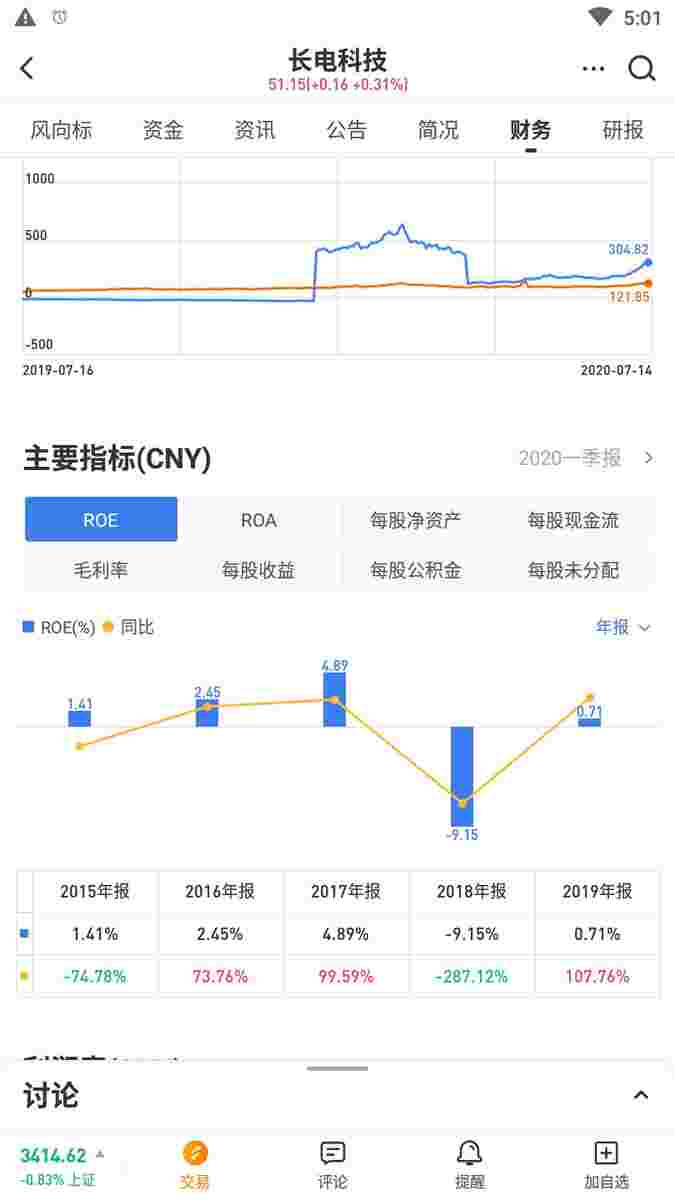 5:01
长电科技
51.15(+0.16 +0.31%)
风向标 资金 资讯 公告 简况 财务 研报
1000
500
304.82
0
121.85
-500
2019-07-16 2020-07-14
主要指标(CNY) 2020一季报
ROE ROA 每股净资产 每股现金流
毛利率 每股收益 每股公积金 每股未分配
ROE(%) 同比 年报
4.89
2.45
1.41
0.71
-9.15
2015年报 2016年报 2017年报 2018年报 2019年报
1.41% 2.45% 4.89% -9.15% 0.71%
-74.78% 73.76% 99.59% -287.12% 107.76%
讨论
3414.62
-0.83% 上证
交易 评论 提醒 加自选